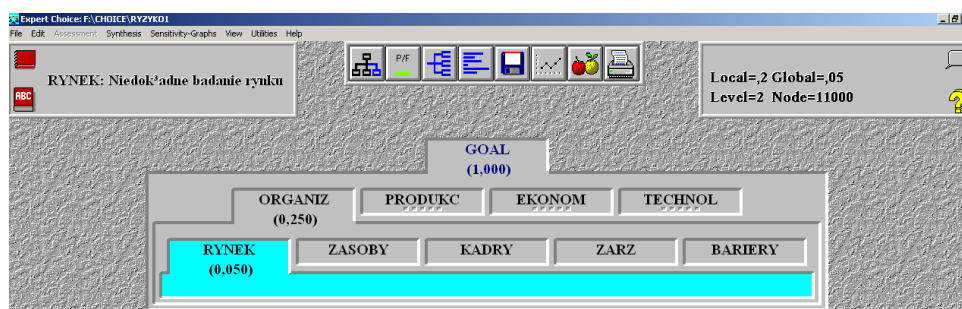 Expert Choice: F:\CHOICE\RYZYKO1
File Edit Assessment Synthesis Sensitivity-Graphs View Utilities Help
P/F
RYNEK: Niedok³adne badanie rynku
ABC
Local=,2 Global=,05
Level=2 Node=11000
GOAL
(1,000)
ORGANIZ PRODUKC EKONOM TECHNOL
(0,250)
RYNEK ZASOBY KADRY ZARZ BARIERY
(0,050)